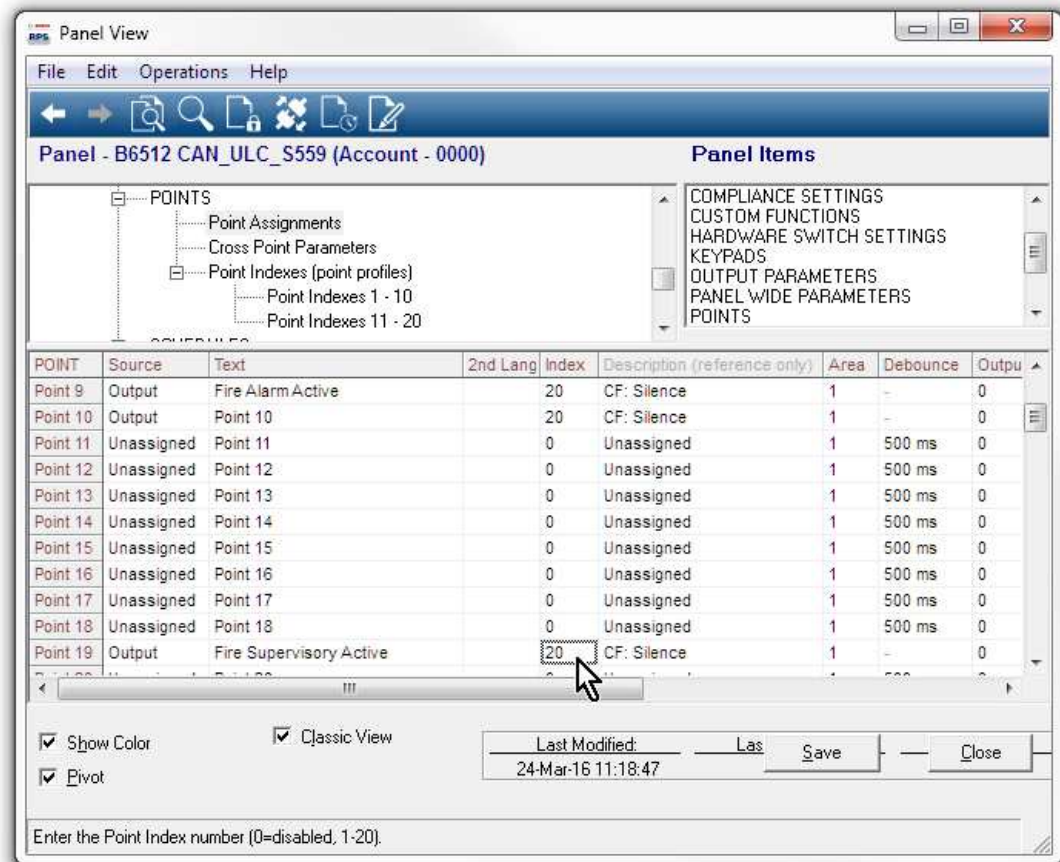 RPS Panel View
File Edit Operations Help
Panel - B6512 CAN_ULC_S559 (Account - 0000)
Panel Items
POINTS
Point Assignments
Cross Point Parameters
Point Indexes (point profiles)
Point Indexes 1 - 10
Point Indexes 11 - 20
COMPLIANCE SETTINGS
CUSTOM FUNCTIONS
HARDWARE SWITCH SETTINGS
KEYPADS
OUTPUT PARAMETERS
PANEL WIDE PARAMETERS
POINTS
POINT Source Text 2nd Lang Index Description (reference only) Area Debounce Outpu
Point 9 Output Fire Alarm Active 20 CF: Silence 1 - 0
Point 10 Output Point 10 20 CF: Silence 1 - 0
Point 11 Unassigned Point 11 0 Unassigned 1 500 ms 0
Point 12 Unassigned Point 12 0 Unassigned 1 500 ms 0
Point 13 Unassigned Point 13 0 Unassigned 1 500 ms 0
Point 14 Unassigned Point 14 0 Unassigned 1 500 ms 0
Point 15 Unassigned Point 15 0 Unassigned 1 500 ms 0
Point 16 Unassigned Point 16 0 Unassigned 1 500 ms 0
Point 17 Unassigned Point 17 0 Unassigned 1 500 ms 0
Point 18 Unassigned Point 18 0 Unassigned 1 500 ms 0
Point 19 Output Fire Supervisory Active 20 CF: Silence 1 - 0
Show Color
Classic View
Pivot
Last Modified: Las
24-Mar-16 11:18:47
Save
Close
Enter the Point Index number (0=disabled, 1-20).